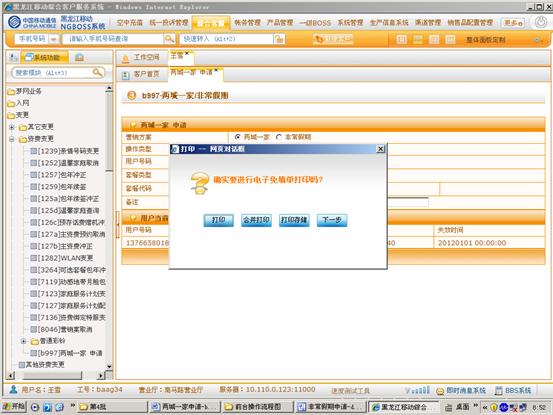 黑龙江移动综合客户服务系统 - Windows Internet Explorer
中国移动通信 CHINA MOBILE
黑龙江移动 NGBOSS系统
空中充值 统一投诉管理 综合客服 帐务管理 一级BOSS 系统管理 生产信息系统 渠道管理 销售品配置管理 更多
手机号码 请输入手机号码查询 快速转入 (Alt+Z) 整体面板定制
系统功能
搜索模块 (Alt+3)
梦网业务
入网
变更
其它变更
资费变更
[1239]亲情号码变更
[1252]温馨家庭取消
[1257]包年冲正
[1259]包年续签
[125a]包年续签冲正
[125d]温馨家庭查询
[126c]预存话费赠机冲
[127a]主资费预约取消
[127b]主资费冲正
[1282]WLAN变更
[3264]可选套餐包年冲
[7119]动感地带月租包
[7123]家庭服务计划变
[7127]家庭服务计划配
[7136]资费绑定特服变
[8046]营销案取消
普通彩铃
[b997]两城一家 申请
其他资费变更
工作空间 王雪
客户首页 两城一家 申请
b997·两城一家/非常假期
两城一家 申请
营销方案 两城一家 非常假期
操作类型
用户号码
套餐类型
套餐代码
备注
用户当前
用户号码 失效时间
1376658018 40 20120101 00:00:00
打印 -- 网页对话框
确实要进行电子免填单打印吗?
打印 合并打印 打印存储 下一步
用户名：王雪 工号：baag34 营业厅：南马路营业厅 服务器：10.110.0.123:11000 速度测试工具 即时消息系统 BBS系统
开始 第4批 两城一家申请-b... 前台操作流程图 非常假期申请-4... 黑龙江移动综合... 桌面 8:52